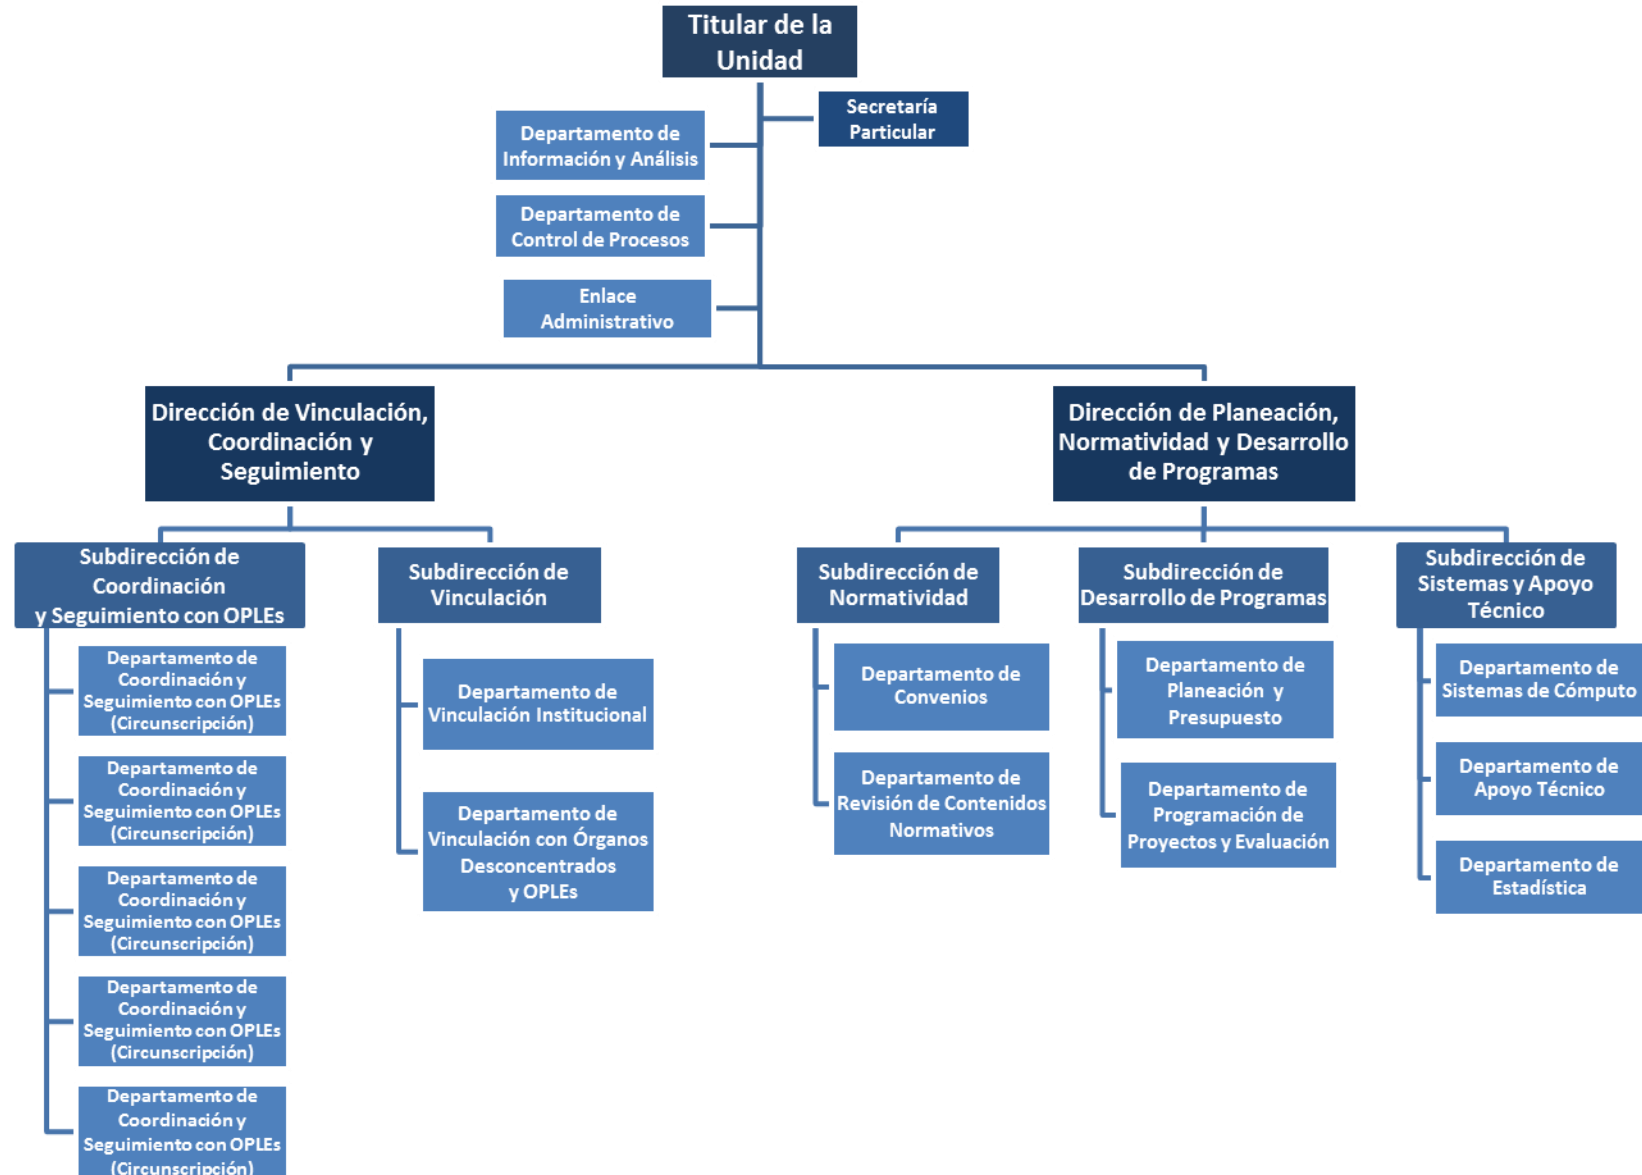 Titular de la
Unidad
Secretaría
Particular
Departamento de
Información y Análisis
Departamento de
Control de Procesos
Enlace
Administrativo
Dirección de Vinculación,
Coordinación y
Seguimiento
Dirección de Planeación,
Normatividad y Desarrollo
de Programas
Subdirección de
Coordinación
y Seguimiento con OPLEs
Subdirección de
Vinculación
Subdirección de
Normatividad
Subdirección de
Desarrollo de Programas
Subdirección de
Sistemas y Apoyo
Técnico
Departamento de
Coordinación y
Seguimiento con OPLEs
(Circunscripción)
Departamento de
Coordinación y
Seguimiento con OPLEs
(Circunscripción)
Departamento de
Coordinación y
Seguimiento con OPLEs
(Circunscripción)
Departamento de
Coordinación y
Seguimiento con OPLEs
(Circunscripción)
Departamento de
Coordinación y
Seguimiento con OPLEs
(Circunscripción)
Departamento de
Vinculación Institucional
Departamento de
Vinculación con Órganos
Desconcentrados
y OPLEs
Departamento de
Convenios
Departamento de
Revisión de Contenidos
Normativos
Departamento de
Planeación y
Presupuesto
Departamento de
Programación de
Proyectos y Evaluación
Departamento de
Sistemas de Cómputo
Departamento de
Apoyo Técnico
Departamento de
Estadística